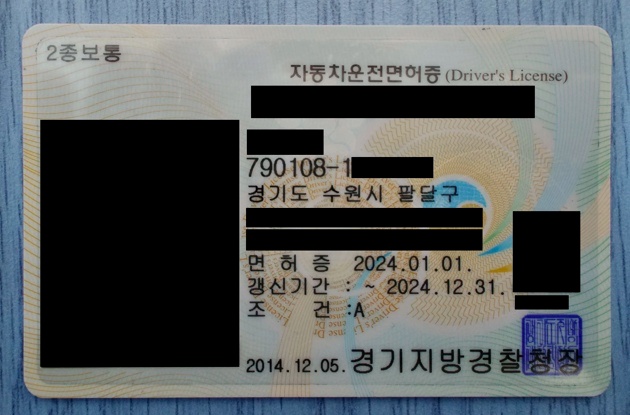 2종보통
자동차운전면허증 (Driver's License)
790108-1
경기도 수원시 팔달구
면 허 증 2024.01.01.
갱신기간 : ~ 2024.12.31.
조 건 :A
2014.12.05. 경기지방경찰청장